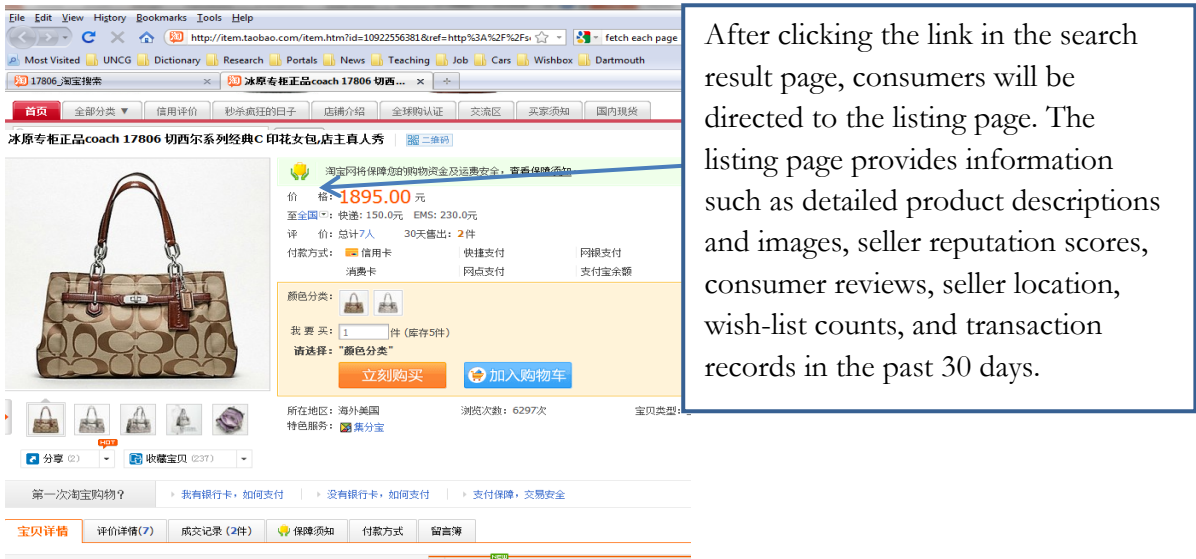 File Edit View History Bookmarks Tools Help
http://item.taobao.com/item.htm?id=10922556381&ref=http%3A%2F%2Fs
fetch each page
Most Visited UNCG Dictionary Research Portals News Teaching Job Cars Wishbox Dartmouth
17806_淘宝搜索 × 冰原专柜正品coach 17806 切西... ×
首页 全部分类 ▼ 信用评价 秒杀疯狂的日子 店铺介绍 全球购认证 交流区 买家须知 国内现货
冰原专柜正品coach 17806 切西尔系列经典C 印花女包,店主真人秀 二维码
淘宝网将保障您的购物资金及运费安全，查看保障须知
价 格：1895.00 元
至全国：快递: 150.0元 EMS: 230.0元
评 价：总计7人 30天售出：2件
付款方式： 信用卡 快捷支付 网银支付
消费卡 网点支付 支付宝余额
颜色分类：
我 要 买： 1 件 (库存5件)
请选择："颜色分类"
立刻购买 加入购物车
所在地区：海外美国 浏览次数：6297次 宝贝类型：
特色服务： 集分宝
HOT
分享 (2) 收藏宝贝 (237)
第一次淘宝购物？ 我有银行卡，如何支付 没有银行卡，如何支付 支付保障，交易安全
宝贝详情 评价详情(7) 成交记录 (2件) 保障须知 付款方式 留言簿
NEW
After clicking the link in the search
result page, consumers will be
directed to the listing page. The
listing page provides information
such as detailed product descriptions
and images, seller reputation scores,
consumer reviews, seller location,
wish-list counts, and transaction
records in the past 30 days.